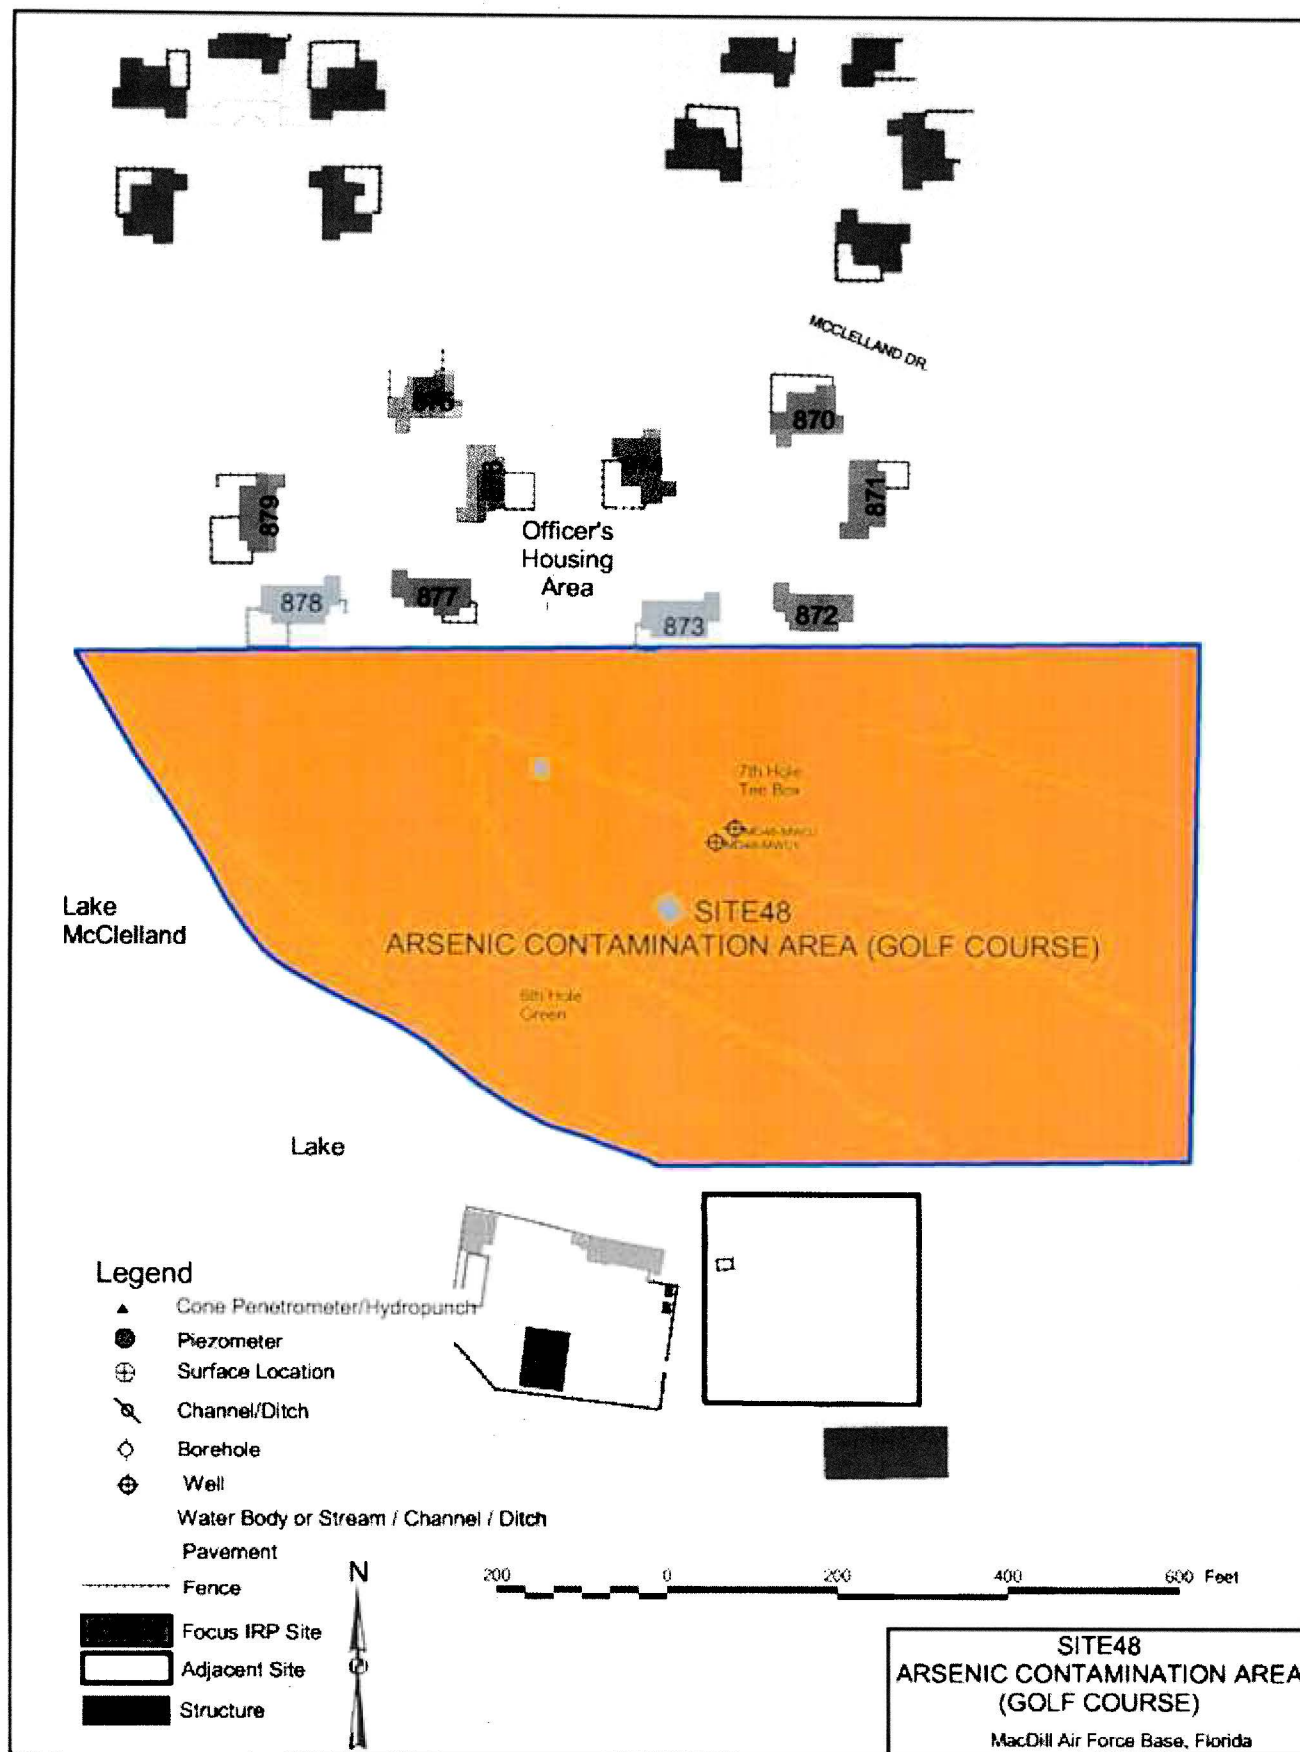 MCCLELLAND DR.
870
879
871
Officer's
Housing
Area
878
877
873
872
7th Hole
Tee Box
Lake
McClelland
SITE48
ARSENIC CONTAMINATION AREA (GOLF COURSE)
6th Hole
Green
Lake
Legend
Cone Penetrometer/Hydropunch
Piezometer
Surface Location
Channel/Ditch
Borehole
Well
Water Body or Stream / Channel / Ditch
Pavement
Fence
Focus IRP Site
Adjacent Site
Structure
N
200 0 200 400 600 Feet
SITE48
ARSENIC CONTAMINATION AREA
(GOLF COURSE)
MacDill Air Force Base, Florida